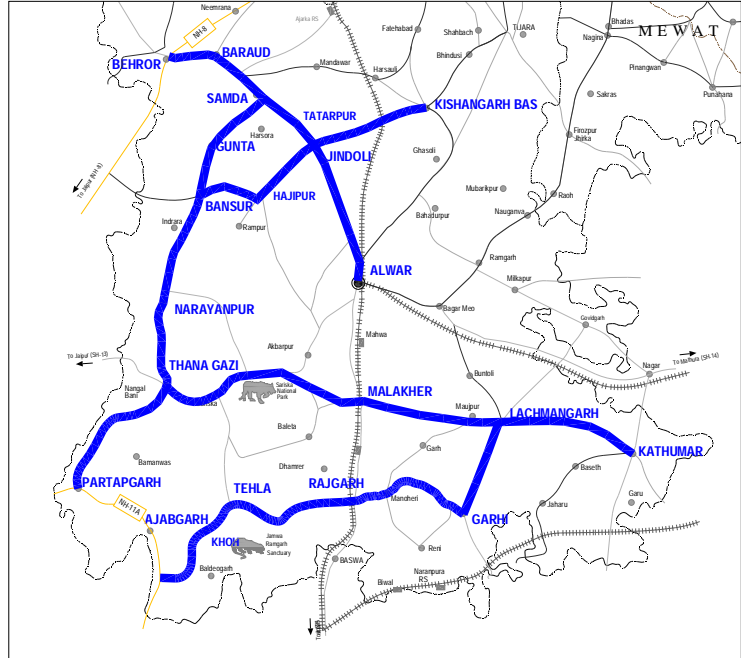 Neemrana
Ajarka RS
Fatehabad
Shahbach
TIJARA
Bhadas
Nagina
MEWAT
NH-8
BARAUD
BEHROR
Mandawar
Harsauli
Bhindusi
Pinangwan
Punahana
SAMDA
TATARPUR
KISHANGARH BAS
Sakras
Harsora
GUNTA
JINDOLI
Firozpur
Jhirka
Ghasoli
To Jaipur (NH-8)
BANSUR
HAJIPUR
Mubarikpur
Raoh
Bahadurpur
Nauganva
Indrara
Rampur
ALWAR
Ramgarh
Milkapur
NARAYANPUR
Bagar Meo
Govidgarh
Mahwa
To Jaipur (SH-13)
Akbarpur
To Mathura (SH-14)
THANA GAZI
Nagar
Buntoli
Nangal
Bani
Sariska
National
Park
MALAKHER
Maujpur
LACHMANGARH
Balela
Garh
KATHUMAR
Bamanwas
Dhamrer
Baseth
PARTAPGARH
TEHLA
RAJGARH
Mandheri
Garu
NH-11A
Jaharu
AJABGARH
GARHI
KHOH
Jamwa
Ramgarh
Sanctuary
Reni
BASWA
Baldeogarh
Biwal
Naranpura
RS